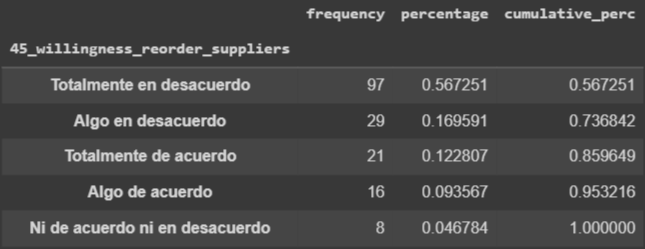 frequency percentage cumulative_perc
45_willingness_reorder_suppliers
Totalmente en desacuerdo 97 0.567251 0.567251
Algo en desacuerdo 29 0.169591 0.736842
Totalmente de acuerdo 21 0.122807 0.859649
Algo de acuerdo 16 0.093567 0.953216
Ni de acuerdo ni en desacuerdo 8 0.046784 1.000000